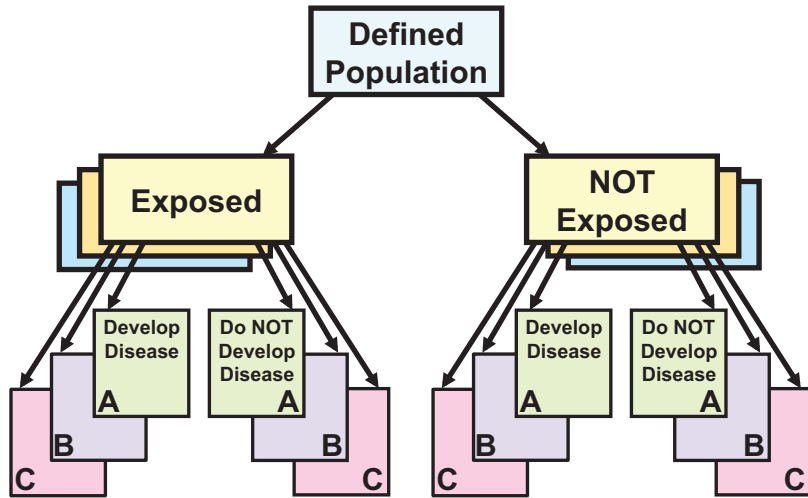 Defined
Population
Exposed
NOT
Exposed
Develop
Disease
A
B
C
Do NOT
Develop
Disease
A
B
C
Develop
Disease
A
B
C
Do NOT
Develop
Disease
A
B
C